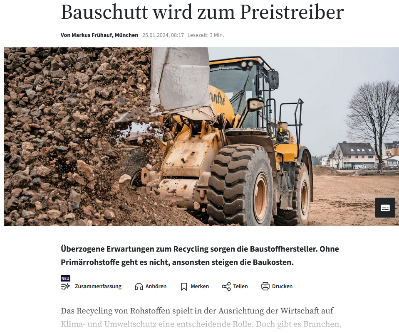 Bauschutt wird zum Preistreiber
Von Markus Frühauf, München 25.01.2024, 08:17 Lesezeit: 3 Min.
Überzogene Erwartungen zum Recycling sorgen die Baustoffhersteller. Ohne
Primärrohstoffe geht es nicht, ansonsten steigen die Baukosten.
NEU
Zusammenfassung Anhören Merken Teilen Drucken
Das Recycling von Rohstoffen spielt in der Ausrichtung der Wirtschaft auf
Klima- und Umweltschutz eine entscheidende Rolle. Doch gibt es Branchen,